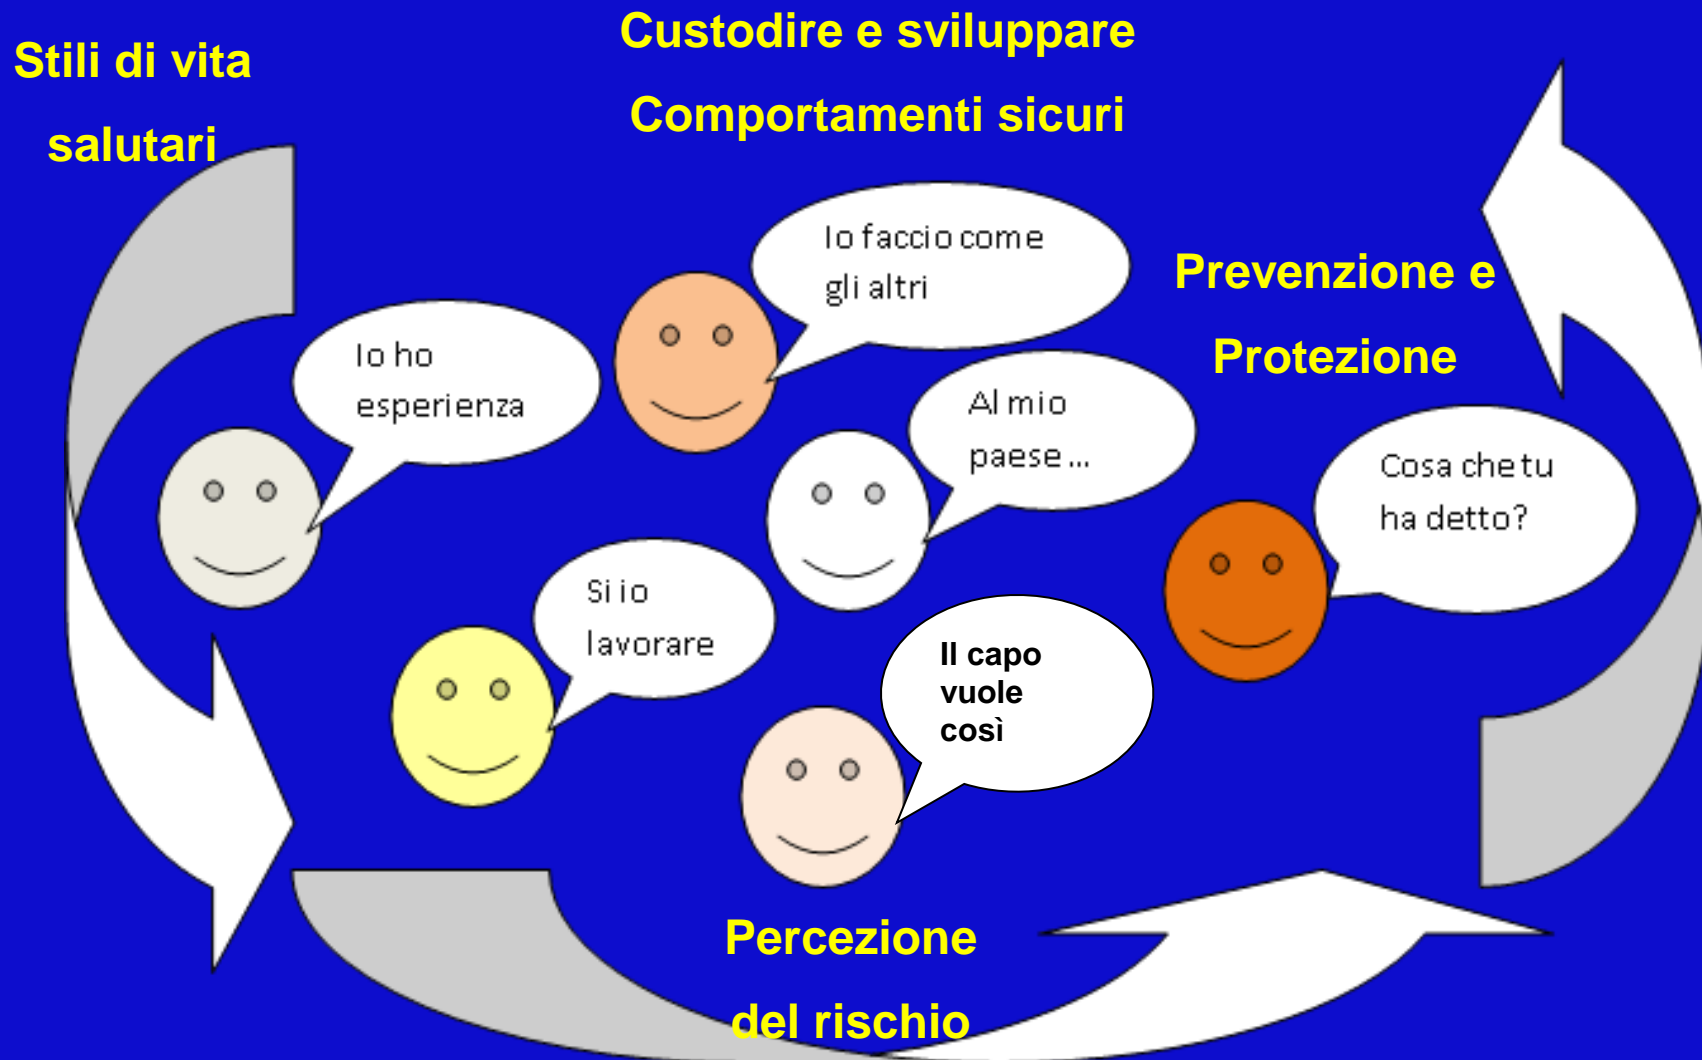 Stili di vita
salutari
Custodire e sviluppare
Comportamenti sicuri
Io faccio come
gli altri
Prevenzione e
Protezione
Io ho
esperienza
Al mio
paese ...
Cosa che tu
ha detto?
Si io
lavorare
Il capo
vuole
così
Percezione
del rischio